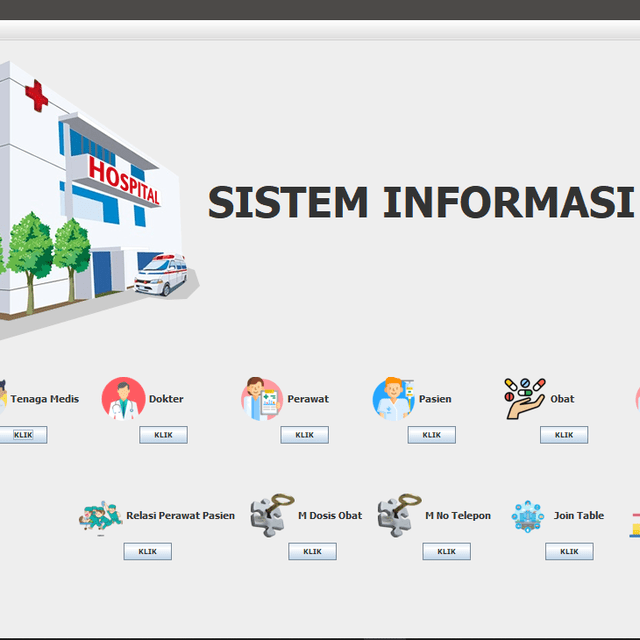 HOSPITAL
SISTEM INFORMASI
Tenaga Medis
Dokter
Perawat
Pasien
Obat
KLIK
KLIK
KLIK
KLIK
KLIK
Relasi Perawat Pasien
M Dosis Obat
M No Telepon
Join Table
KLIK
KLIK
KLIK
KLIK